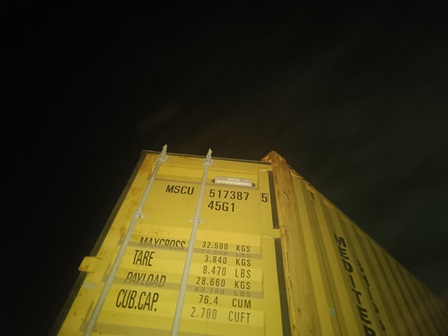 MSCU 517387 5
45G1
MAXGROSS 32.500 KGS
TARE 3.840 KGS
8.470 LBS
PAYLOAD 28.660 KGS
CUB.CAP. 76.4 CUM
2.700 CUFT